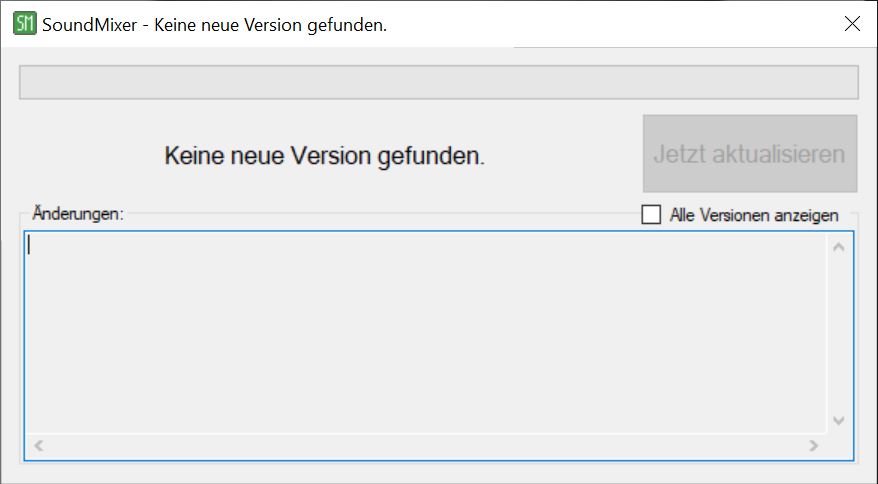 SM SoundMixer - Keine neue Version gefunden.
Keine neue Version gefunden.
Jetzt aktualisieren
Änderungen:
Alle Versionen anzeigen